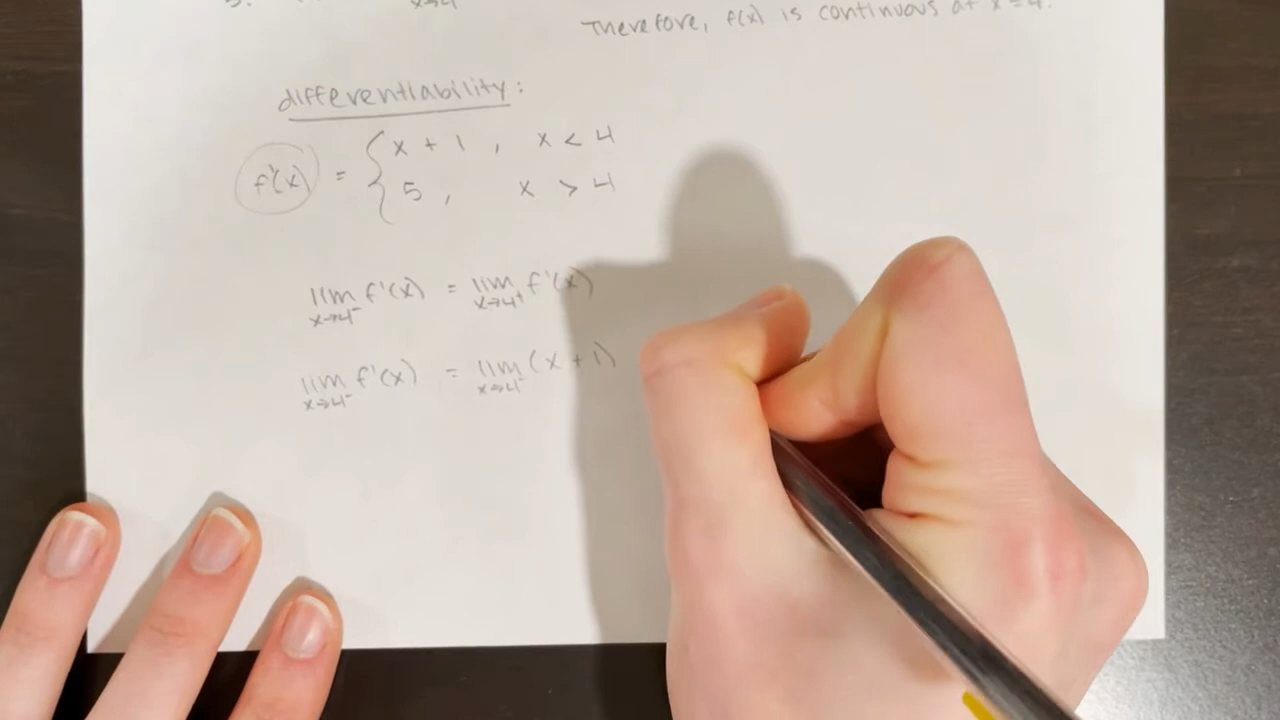 x→4
Therefore, f(x) is continuous at x = 4.
differentiability:
f'(x) = { x + 1 , x < 4
5 , x > 4
lim x→4⁻ f'(x) = lim x→4⁺ f'(x)
lim x→4⁻ f'(x) = lim x→4⁻ (x + 1)